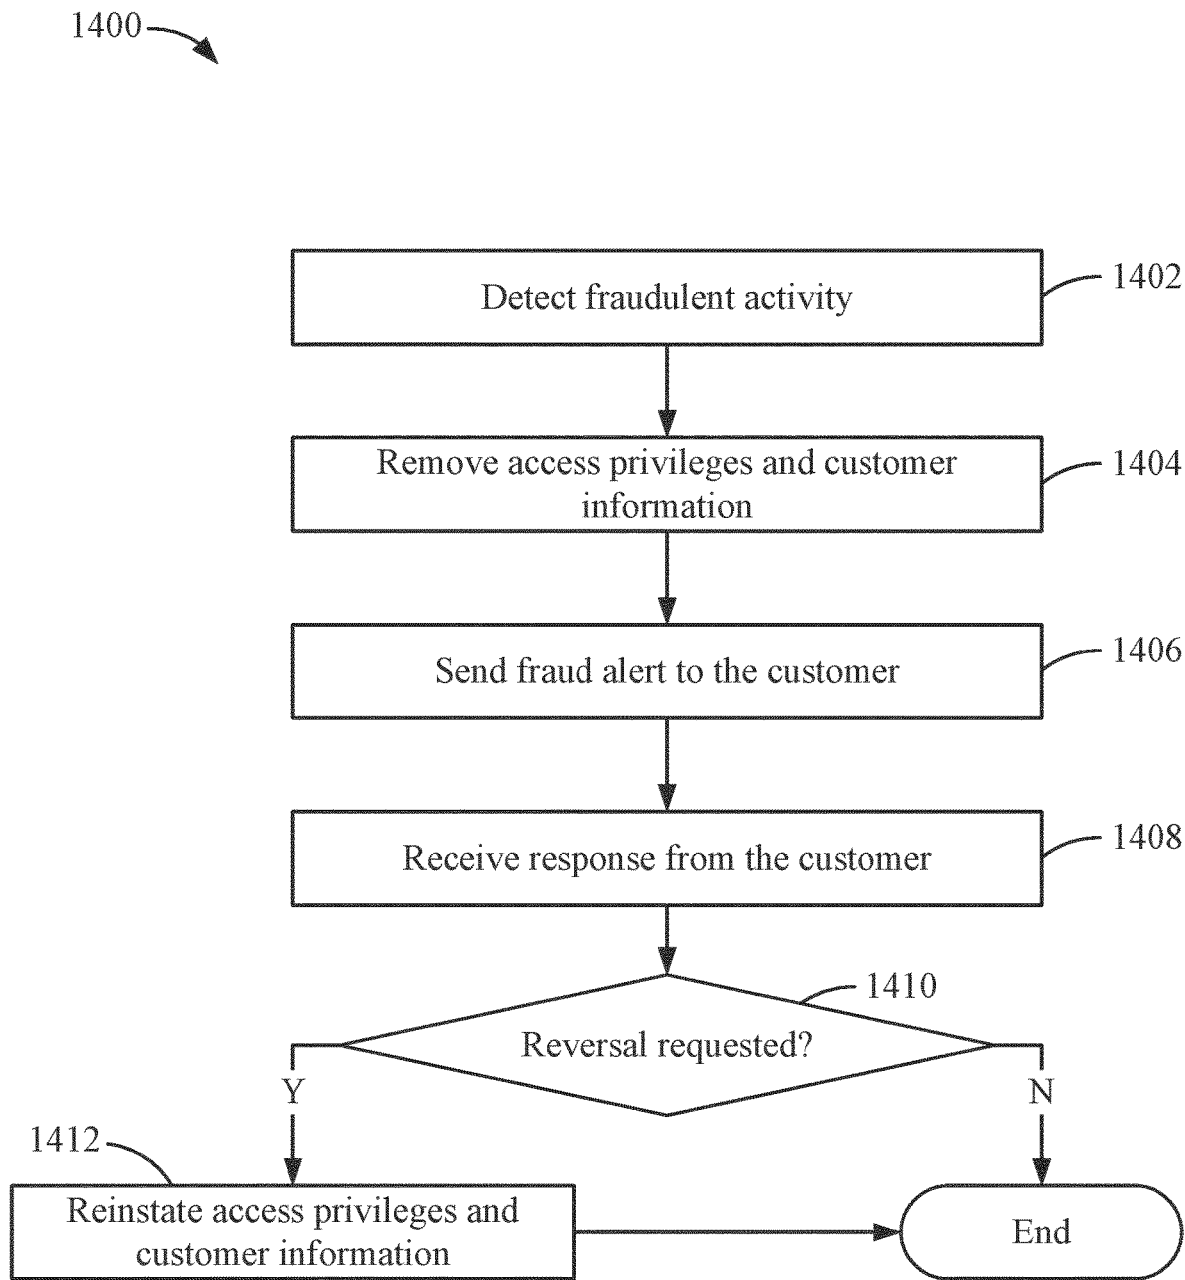 1400
Detect fraudulent activity
1402
Remove access privileges and customer
information
1404
Send fraud alert to the customer
1406
Receive response from the customer
1408
1410
Reversal requested?
Y
N
1412
Reinstate access privileges and
customer information
End